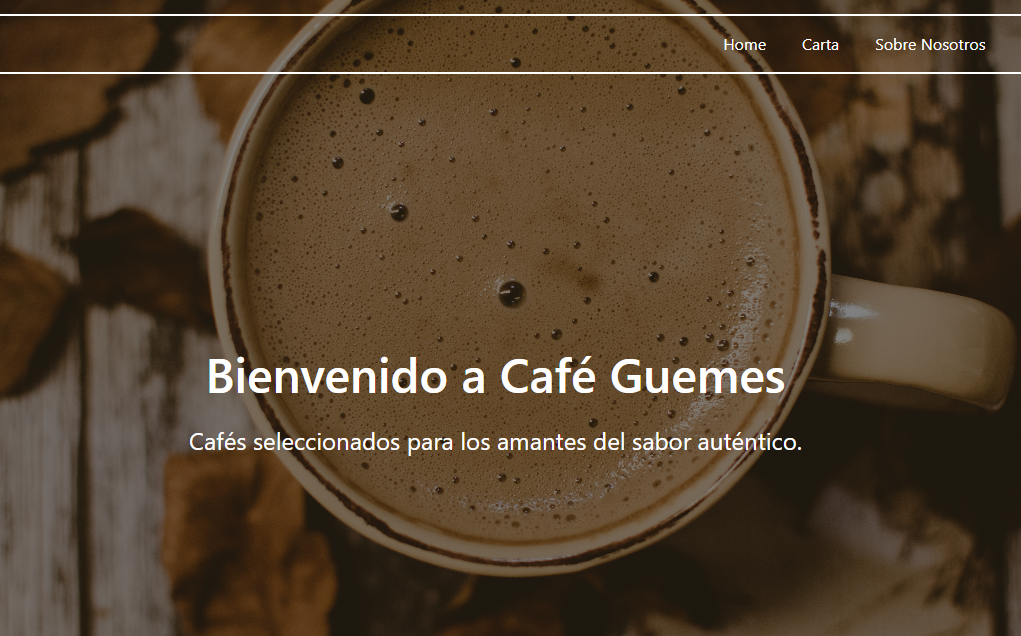 Home Carta Sobre Nosotros
Bienvenido a Café Guemes
Cafés seleccionados para los amantes del sabor auténtico.